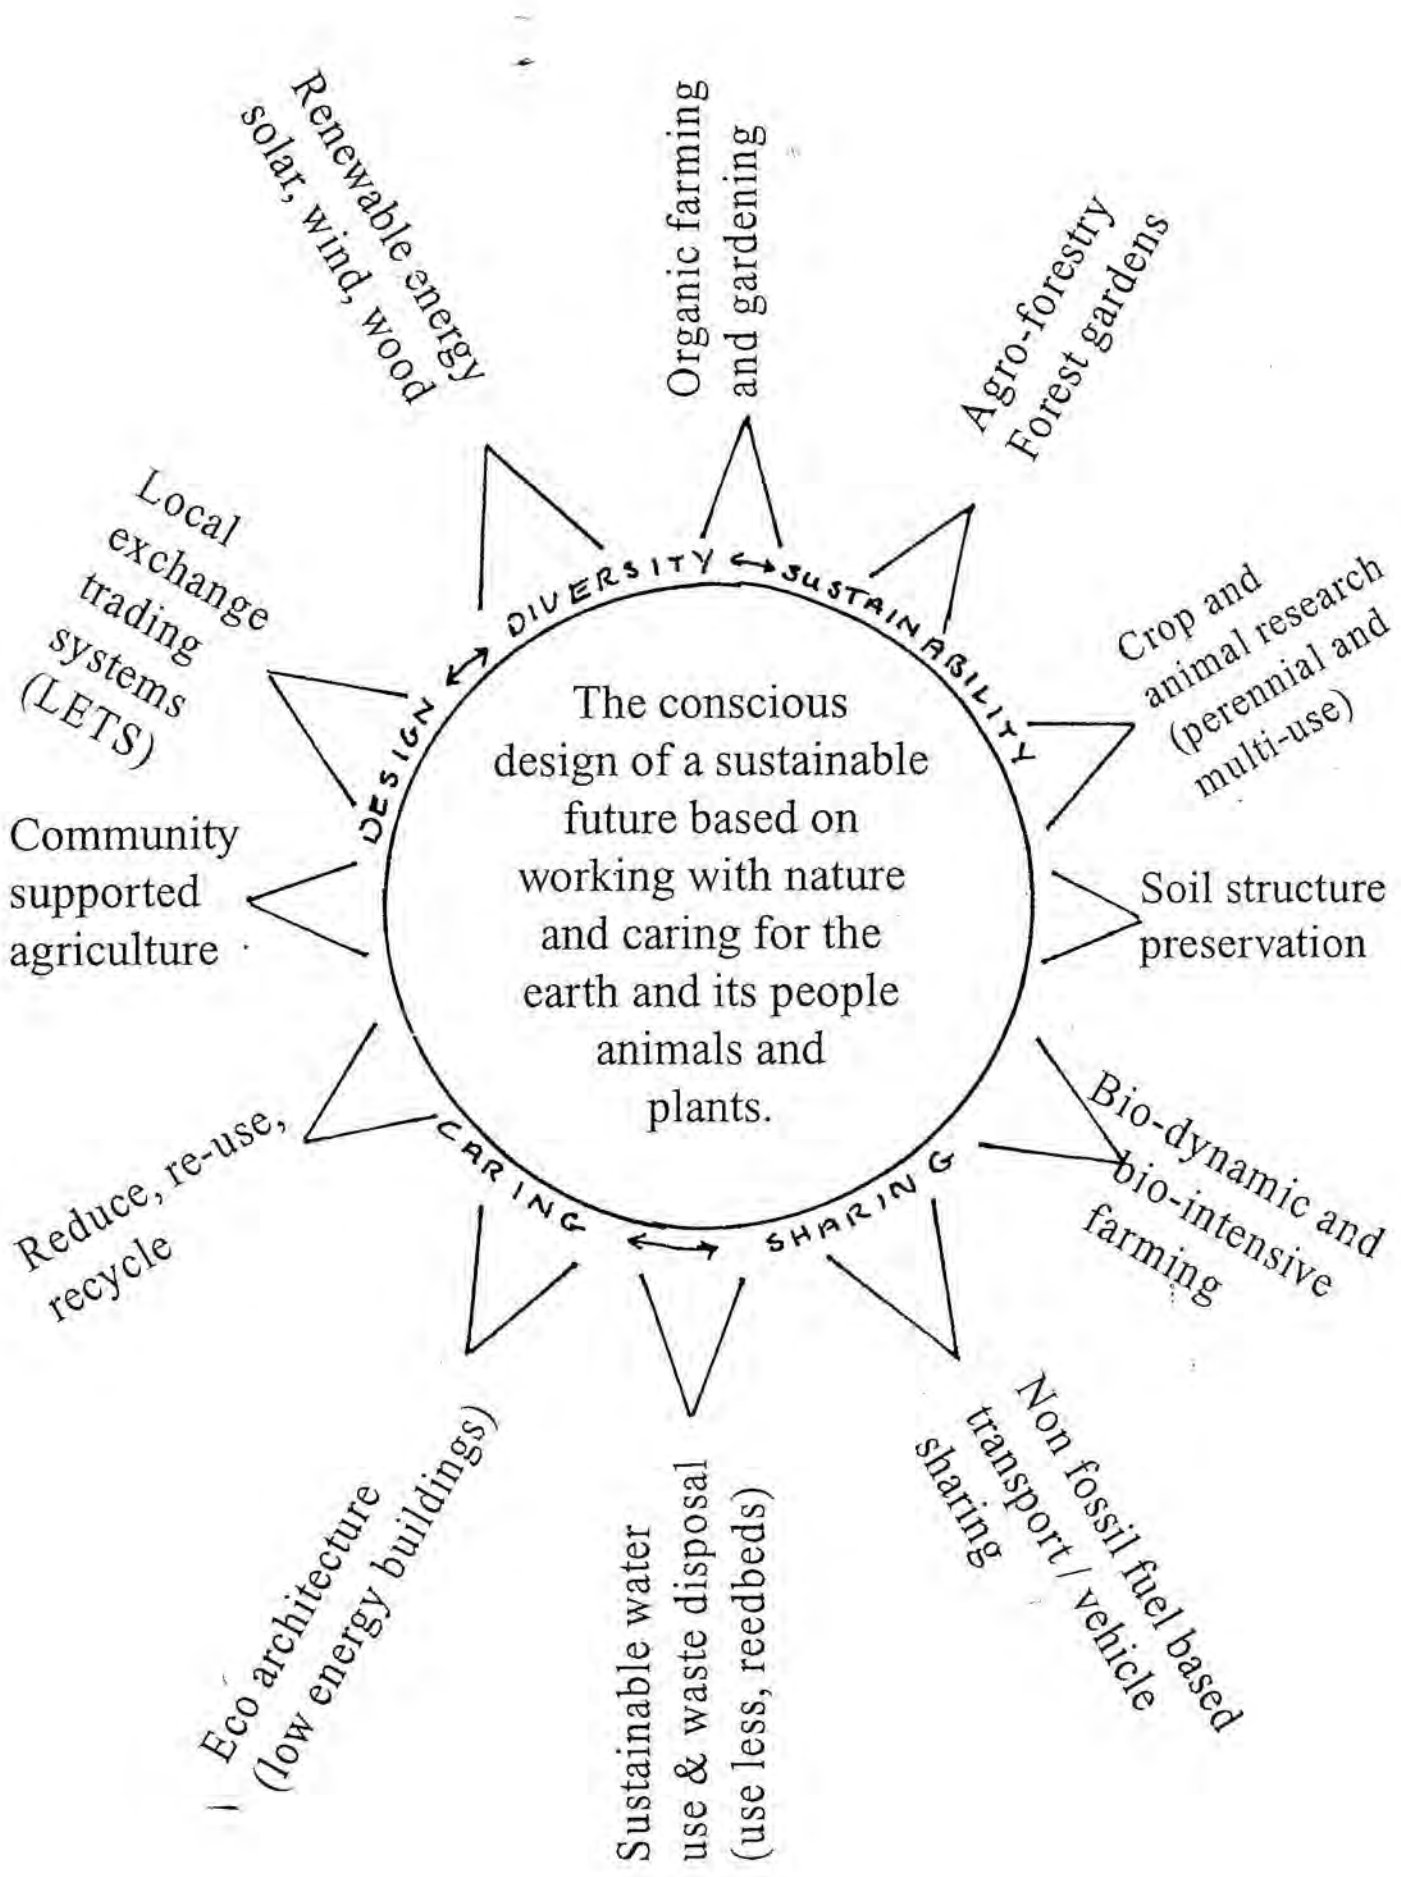 Renewable energy
solar, wind, wood
Organic farming
and gardening
Agro-forestry
Forest gardens
Crop and
animal research
(perennial and
multi-use)
Soil structure
preservation
Bio-dynamic and
bio-intensive
farming
Non fossil fuel based
transport / vehicle
sharing
Sustainable water
use & waste disposal
(use less, reedbeds)
Eco architecture
(low energy buildings)
Reduce, re-use,
recycle
Community
supported
agriculture
Local
exchange
trading
systems
(LETS)
DESIGN ↔ DIVERSITY ↔ SUSTAINABILITY
CARING ↔ SHARING
The conscious
design of a sustainable
future based on
working with nature
and caring for the
earth and its people
animals and
plants.